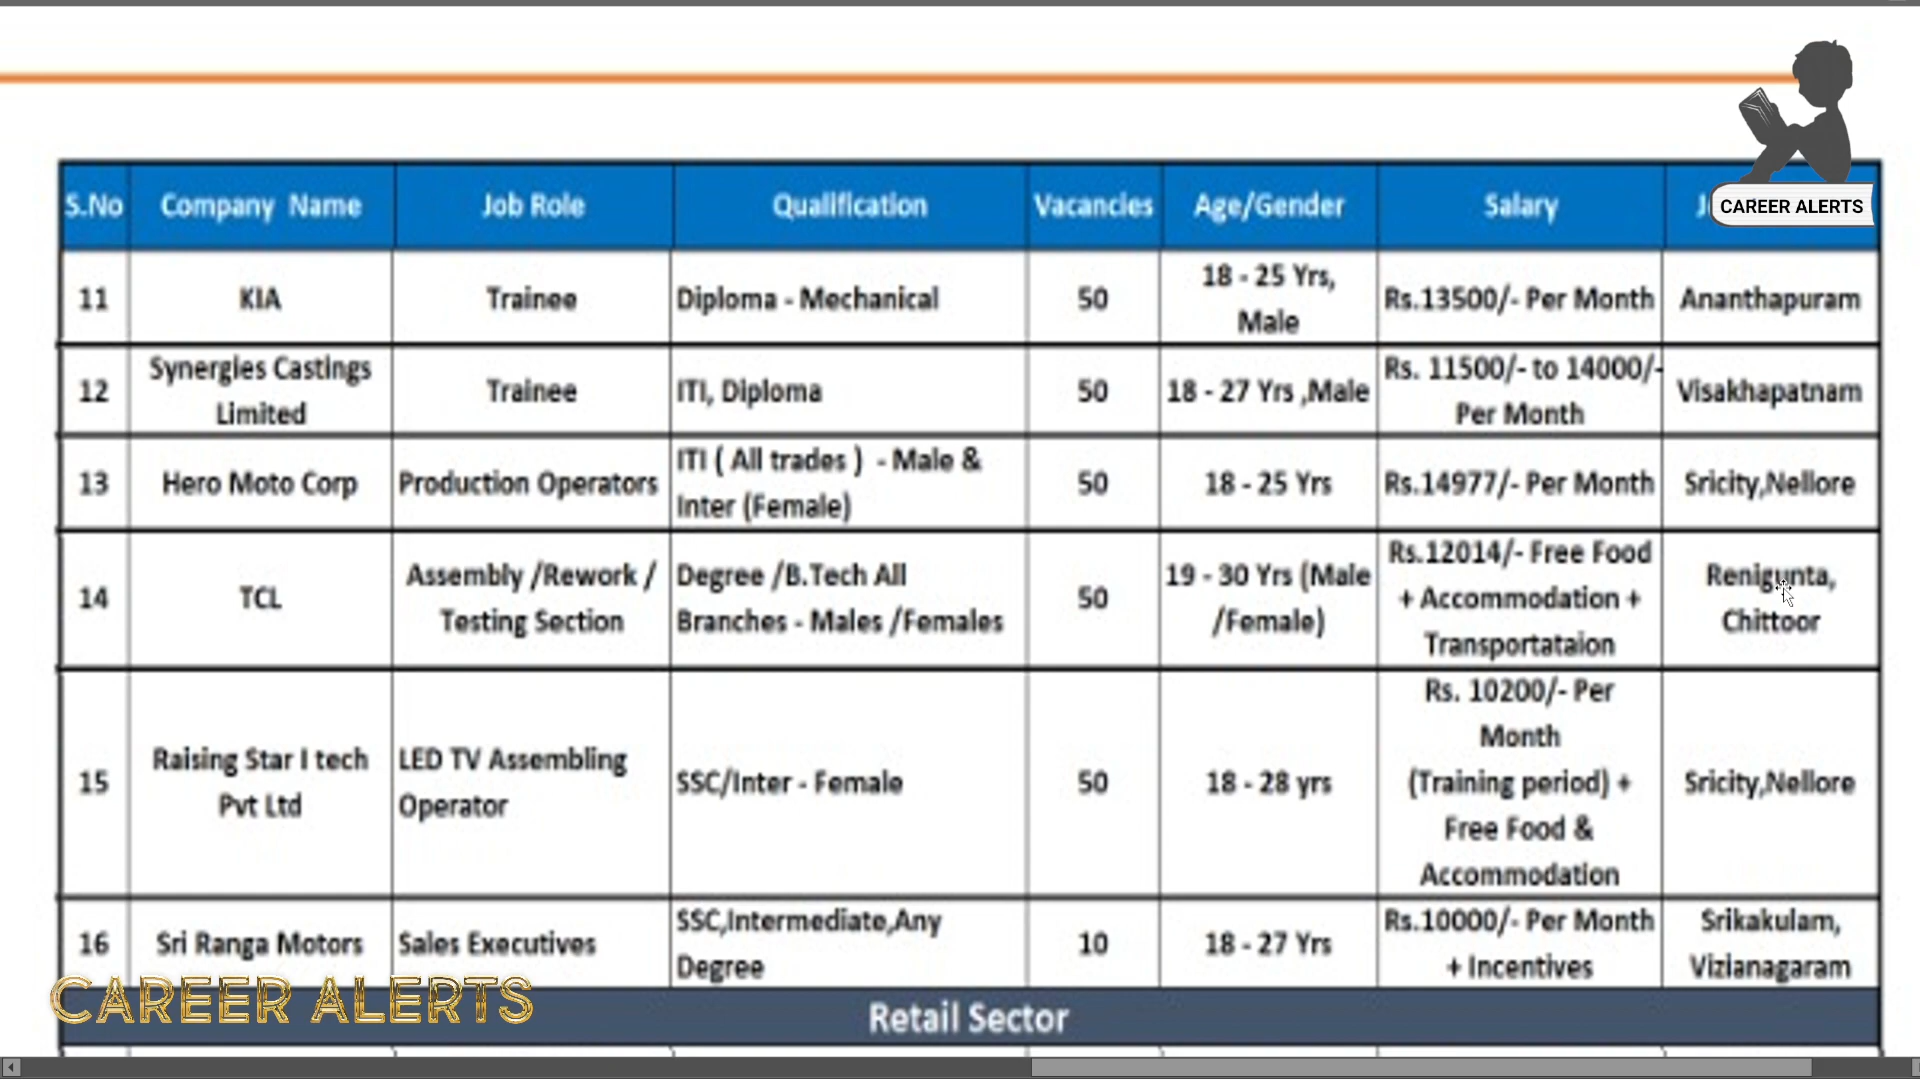 S.No Company Name Job Role Qualification Vacancies Age/Gender Salary
CAREER ALERTS
11 KIA Trainee Diploma - Mechanical 50 18 - 25 Yrs, Male Rs.13500/- Per Month Ananthapuram
12 Synergies Castings Limited Trainee ITI, Diploma 50 18 - 27 Yrs ,Male Rs. 11500/- to 14000/- Per Month Visakhapatnam
13 Hero Moto Corp Production Operators ITI ( All trades ) - Male & Inter (Female) 50 18 - 25 Yrs Rs.14977/- Per Month Sricity,Nellore
14 TCL Assembly /Rework / Testing Section Degree /B.Tech All Branches - Males /Females 50 19 - 30 Yrs (Male /Female) Rs.12014/- Free Food + Accommodation + Transportataion Renigunta, Chittoor
15 Raising Star I tech Pvt Ltd LED TV Assembling Operator SSC/Inter - Female 50 18 - 28 yrs Rs. 10200/- Per Month (Training period) + Free Food & Accommodation Sricity,Nellore
16 Sri Ranga Motors Sales Executives SSC,Intermediate,Any Degree 10 18 - 27 Yrs Rs.10000/- Per Month + Incentives Srikakulam, Vizianagaram
CAREER ALERTS
Retail Sector